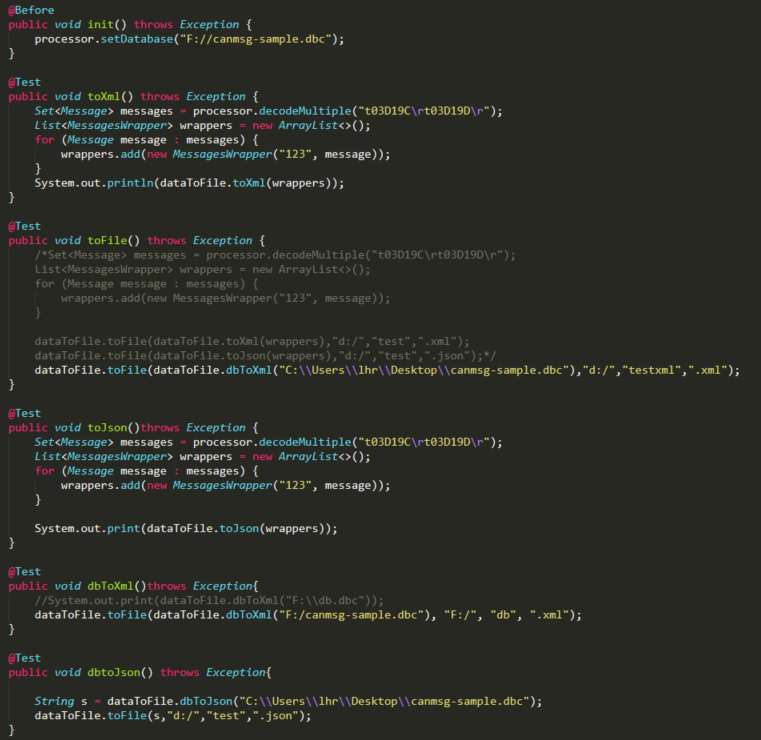 @Before
public void init() throws Exception {
    processor.setDatabase("F://canmsg-sample.dbc");
}

@Test
public void toXml() throws Exception {
    Set<Message> messages = processor.decodeMultiple("t03D19C\rt03D19D\r");
    List<MessagesWrapper> wrappers = new ArrayList<>();
    for (Message message : messages) {
        wrappers.add(new MessagesWrapper("123", message));
    }
    System.out.println(dataToFile.toXml(wrappers));
}

@Test
public void toFile() throws Exception {
    /*Set<Message> messages = processor.decodeMultiple("t03D19C\rt03D19D\r");
    List<MessagesWrapper> wrappers = new ArrayList<>();
    for (Message message : messages) {
        wrappers.add(new MessagesWrapper("123", message));
    }

    dataToFile.toFile(dataToFile.toXml(wrappers),"d:/","test",".xml");
    dataToFile.toFile(dataToFile.toJson(wrappers),"d:/","test",".json");*/
    dataToFile.toFile(dataToFile.dbToXml("C:\\Users\\lhr\\Desktop\\canmsg-sample.dbc"),"d:/","testxml",".xml");
}

@Test
public void toJson()throws Exception {
    Set<Message> messages = processor.decodeMultiple("t03D19C\rt03D19D\r");
    List<MessagesWrapper> wrappers = new ArrayList<>();
    for (Message message : messages) {
        wrappers.add(new MessagesWrapper("123", message));
    }

    System.out.print(dataToFile.toJson(wrappers));
}

@Test
public void dbToXml()throws Exception{
    //System.out.print(dataToFile.dbToXml("F:\\db.dbc"));
    dataToFile.toFile(dataToFile.dbToXml("F:/canmsg-sample.dbc"), "F:/", "db", ".xml");
}

@Test
public void dbtoJson() throws Exception{

    String s = dataToFile.dbToJson("C:\\Users\\lhr\\Desktop\\canmsg-sample.dbc");
    dataToFile.toFile(s,"d:/","test",".json");
}